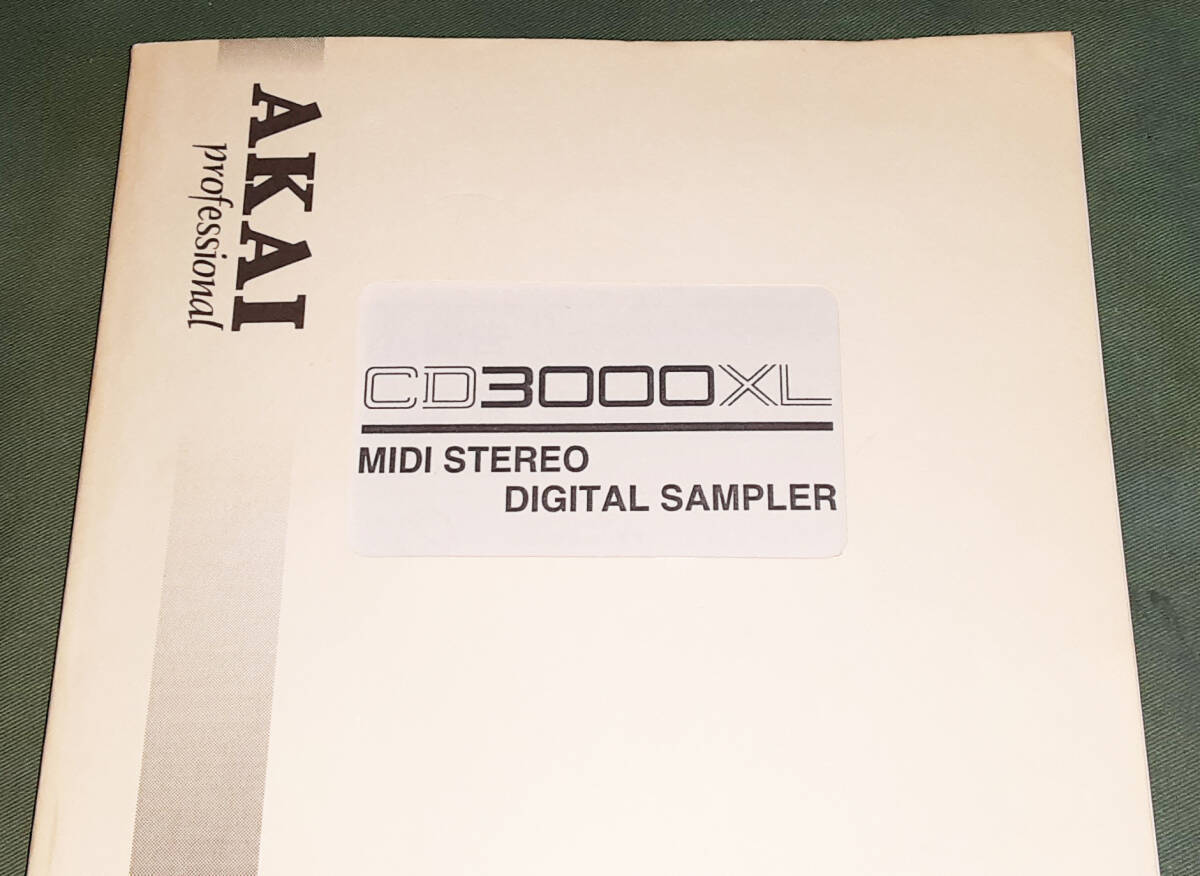 AKAI
professional
CD3000XL
MIDI STEREO
DIGITAL SAMPLER